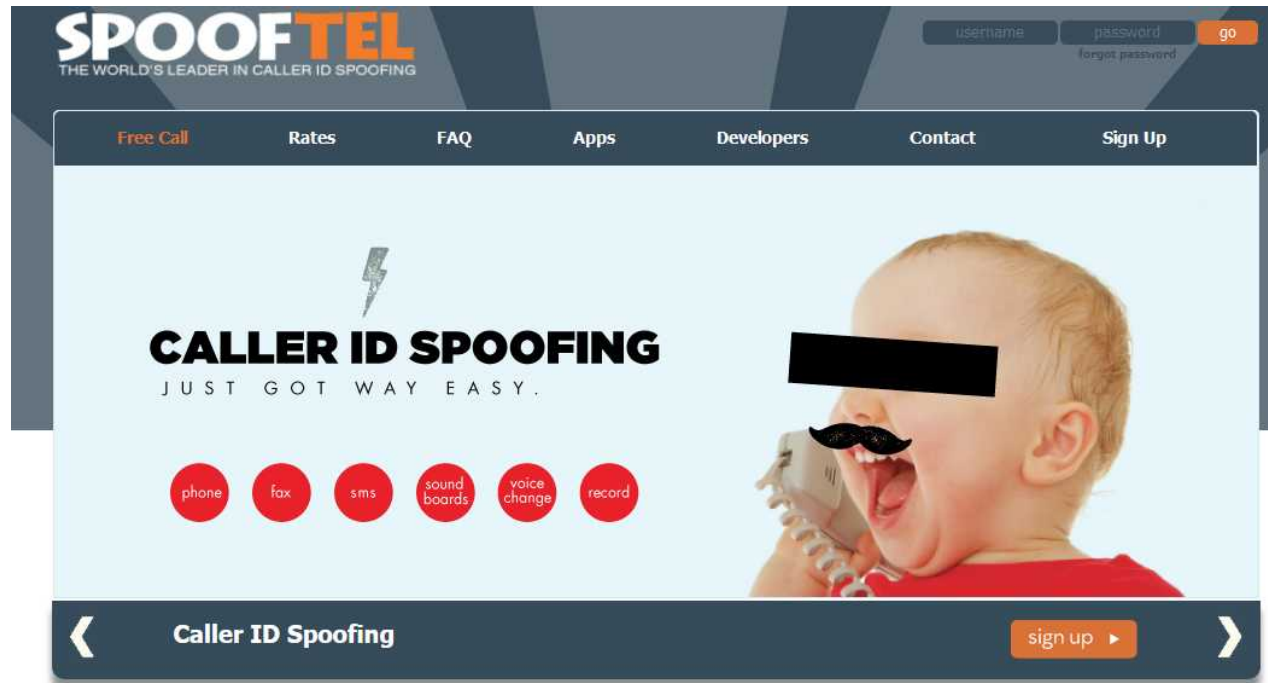 SPOOFTEL
THE WORLD'S LEADER IN CALLER ID SPOOFING
username password go
forgot password
Free Call Rates FAQ Apps Developers Contact Sign Up
CALLER ID SPOOFING
JUST GOT WAY EASY.
phone fax sms sound boards voice change record
Caller ID Spoofing
sign up